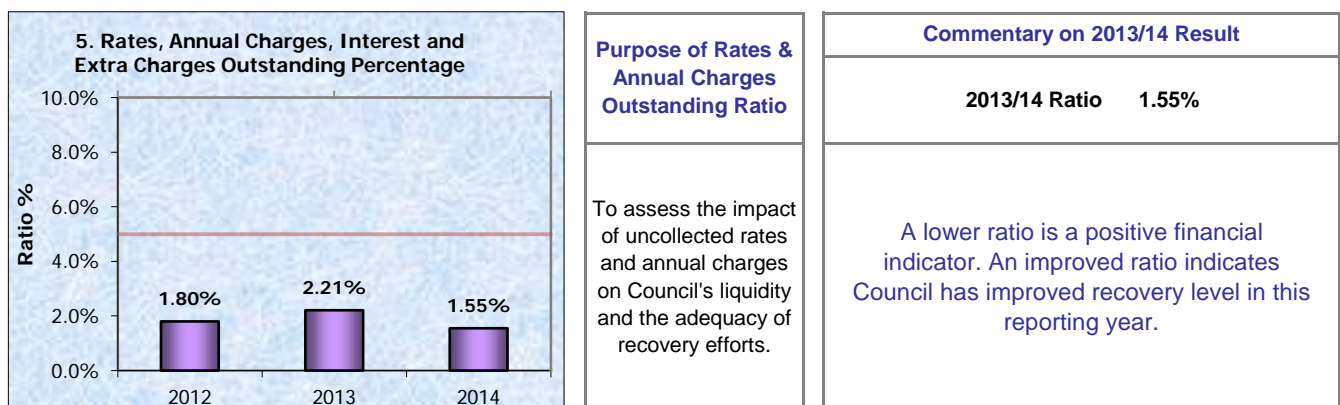 5. Rates, Annual Charges, Interest and
Extra Charges Outstanding Percentage
10.0%
8.0%
6.0%
4.0%
2.0%
0.0%
Ratio %
1.80%
2.21%
1.55%
2012
2013
2014
Purpose of Rates &
Annual Charges
Outstanding Ratio
To assess the impact
of uncollected rates
and annual charges
on Council's liquidity
and the adequacy of
recovery efforts.
Commentary on 2013/14 Result
2013/14 Ratio 1.55%
A lower ratio is a positive financial
indicator. An improved ratio indicates
Council has improved recovery level in this
reporting year.